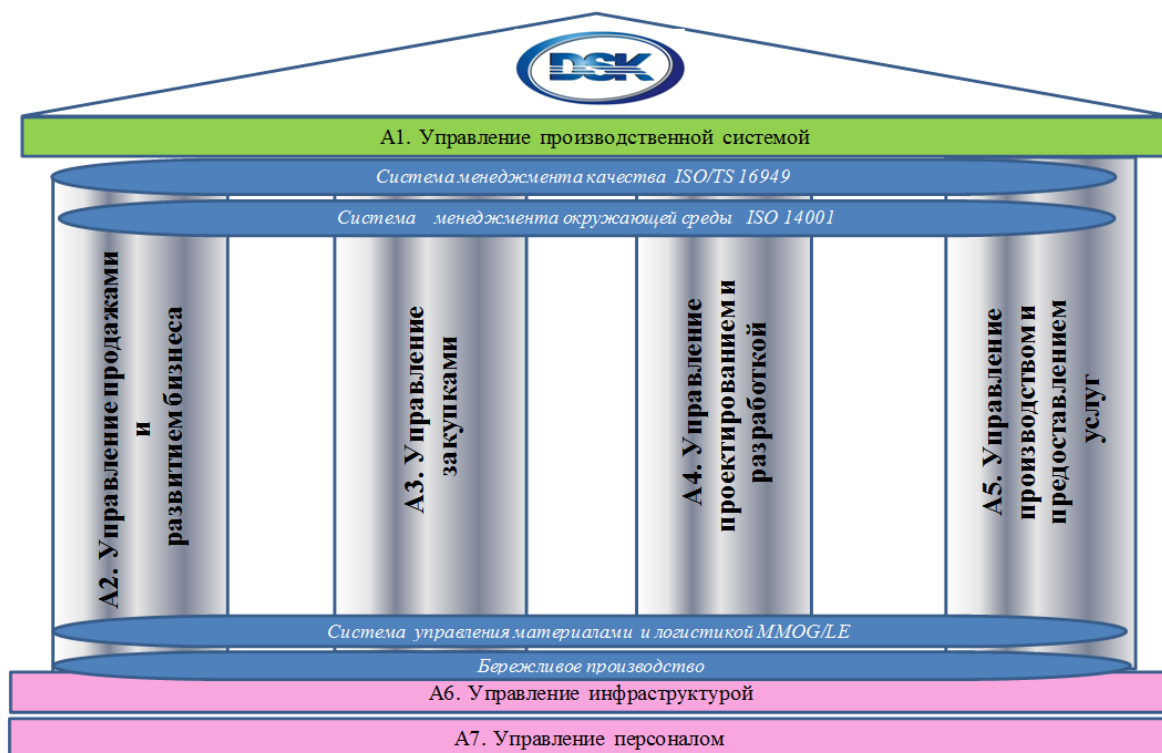 DSK
А1. Управление производственной системой
Система менеджмента качества ISO/TS 16949
Система менеджмента окружающей среды ISO 14001
А2. Управление продажами
и
развитием бизнеса
А3. Управление
закупками
А4. Управление
проектированием и
разработкой
А5. Управление
производством и
предоставлением
услуг
Система управления материалами и логистикой MMOG/LE
Бережливое производство
А6. Управление инфраструктурой
А7. Управление персоналом